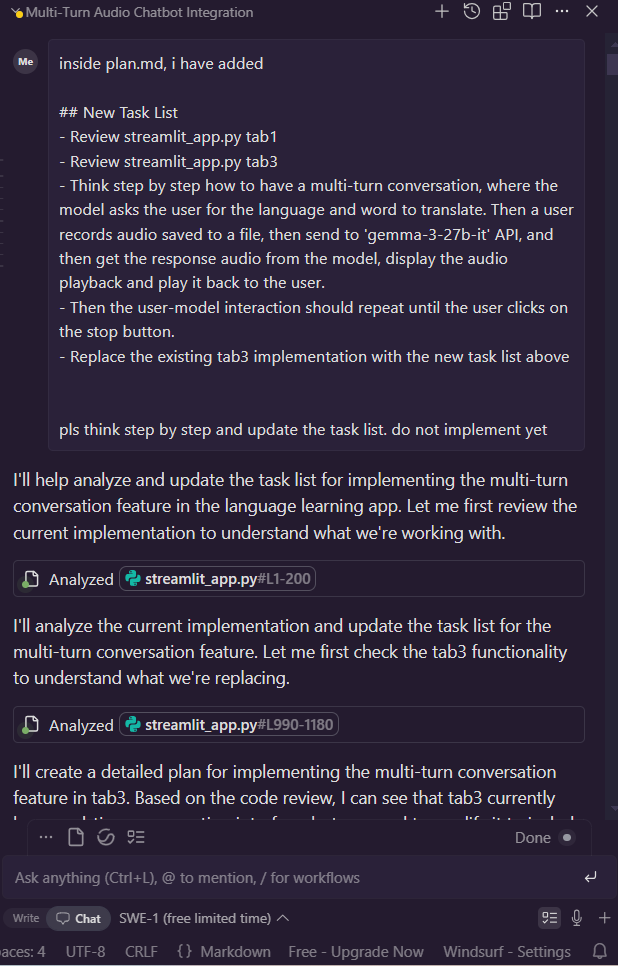 Multi-Turn Audio Chatbot Integration
Me
inside plan.md, i have added
## New Task List
- Review streamlit_app.py tab1
- Review streamlit_app.py tab3
- Think step by step how to have a multi-turn conversation, where the
model asks the user for the language and word to translate. Then a user
records audio saved to a file, then send to 'gemma-3-27b-it' API, and
then get the response audio from the model, display the audio
playback and play it back to the user.
- Then the user-model interaction should repeat until the user clicks on
the stop button.
- Replace the existing tab3 implementation with the new task list above
pls think step by step and update the task list. do not implement yet
I'll help analyze and update the task list for implementing the multi-turn
conversation feature in the language learning app. Let me first review the
current implementation to understand what we're working with.
Analyzed streamlit_app.py#L1-200
I'll analyze the current implementation and update the task list for the
multi-turn conversation feature. Let me first check the tab3 functionality
to understand what we're replacing.
Analyzed streamlit_app.py#L990-1180
I'll create a detailed plan for implementing the multi-turn conversation
feature in tab3. Based on the code review, I can see that tab3 currently
Done
Ask anything (Ctrl+L), @ to mention, / for workflows
Write Chat SWE-1 (free limited time)
aces: 4 UTF-8 CRLF {} Markdown Free - Upgrade Now Windsurf - Settings